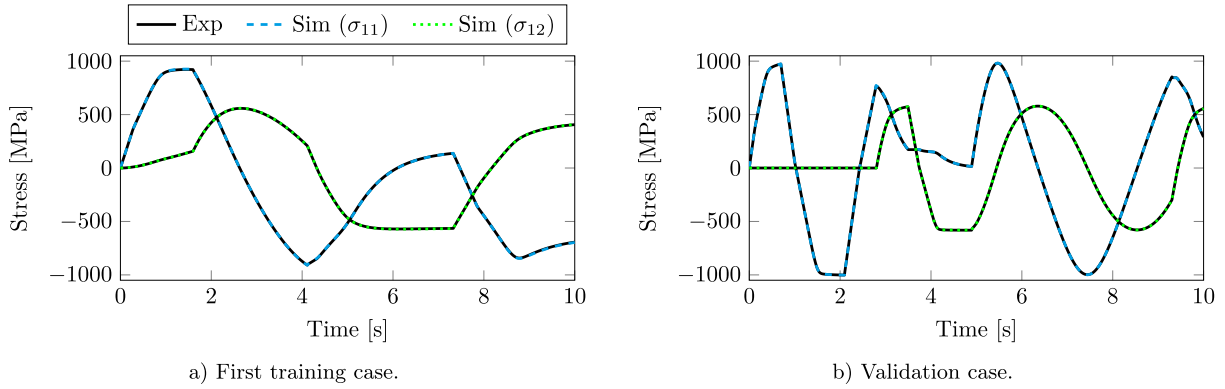 Exp Sim (σ11) Sim (σ12)
1000
500
0
−500
−1000
Stress [MPa]
0 2 4 6 8 10
Time [s]
a) First training case.
1000
500
0
−500
−1000
Stress [MPa]
0 2 4 6 8 10
Time [s]
b) Validation case.